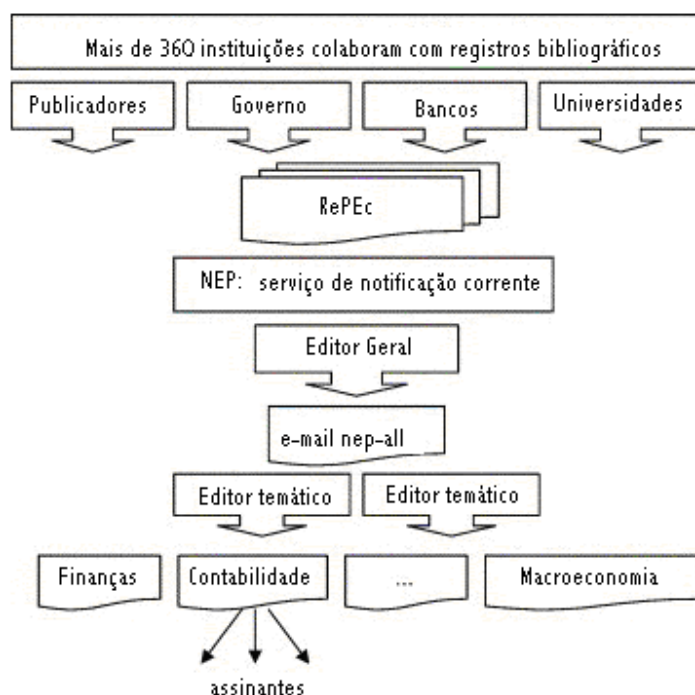 Mais de 360 instituições colaboram com registros bibliográficos
Publicadores
Governo
Bancos
Universidades
RePEc
NEP: serviço de notificação corrente
Editor Geral
e-mail nep-all
Editor temático
Editor temático
Finanças
Contabilidade
...
Macroeconomia
assinantes